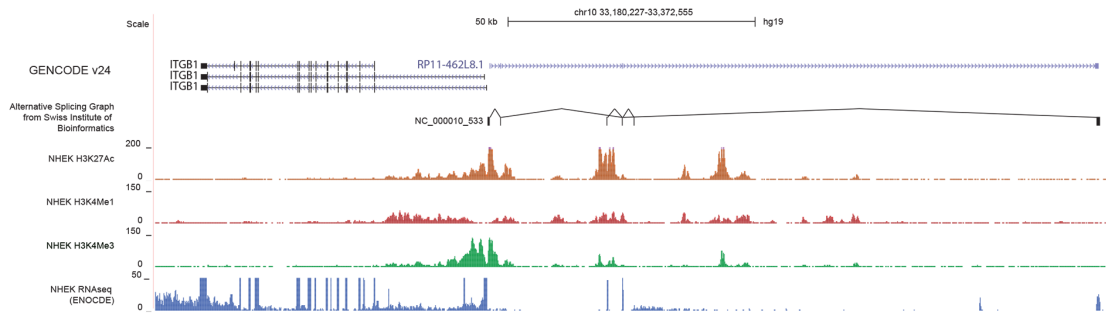 Scale
50 kb
chr10 33,180,227-33,372,555
hg19
GENCODE v24
ITGB1
ITGB1
ITGB1
RP11-462L8.1
Alternative Splicing Graph
from Swiss Institute of
Bioinformatics
NC_000010_533
200
NHEK H3K27Ac
0
150
NHEK H3K4Me1
0
150
NHEK H3K4Me3
0
50
NHEK RNAseq
(ENOCDE)
0